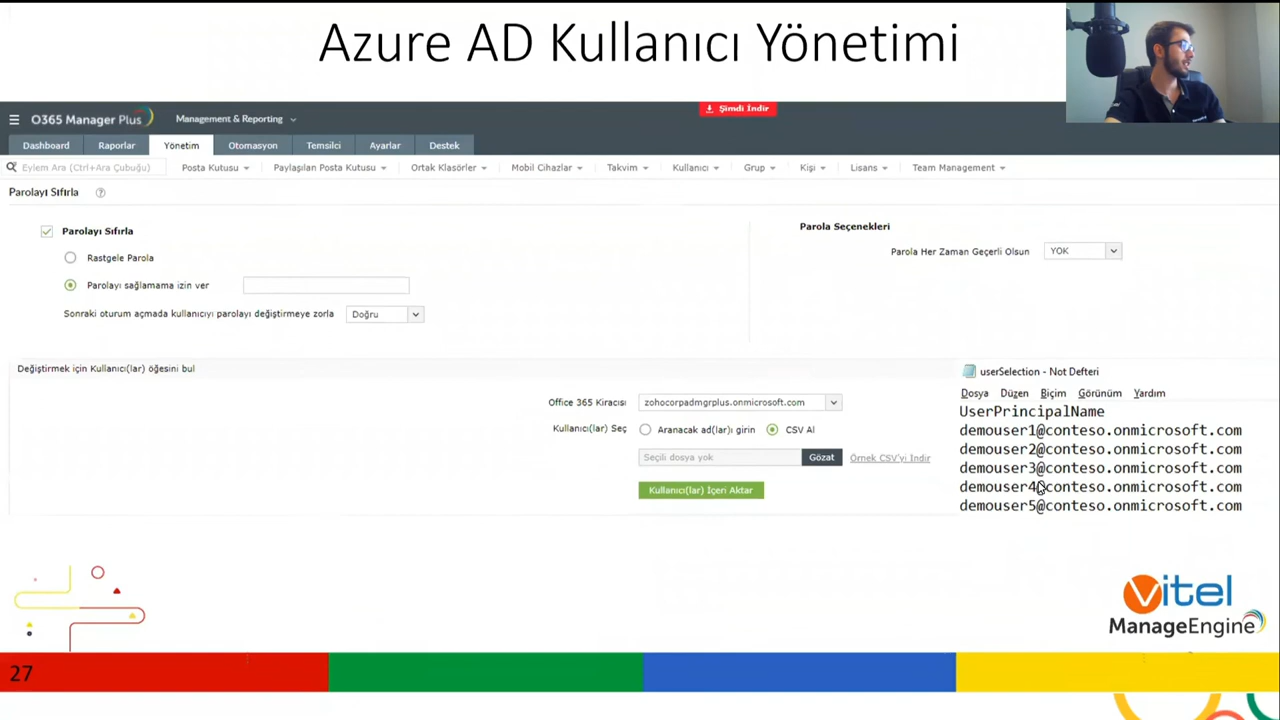 Azure AD Kullanıcı Yönetimi
O365 Manager Plus
Management & Reporting
Şimdi İndir
Dashboard
Raporlar
Yönetim
Otomasyon
Temsilci
Ayarlar
Destek
Eylem Ara (Ctrl+Ara Çubuğu)
Posta Kutusu
Paylaşılan Posta Kutusu
Ortak Klasörler
Mobil Cihazlar
Takvim
Kullanıcı
Grup
Kişi
Lisans
Team Management
Parolayı Sıfırla
?
Parolayı Sıfırla
Rastgele Parola
Parolayı sağlamama izin ver
Sonraki oturum açmada kullanıcıyı parolayı değiştirmeye zorla
Doğru
Parola Seçenekleri
Parola Her Zaman Geçerli Olsun
YOK
Değiştirmek için Kullanıcı(lar) öğesini bul
Office 365 Kiracısı
zohocorpadmgrplus.onmicrosoft.com
Kullanıcı(lar) Seç
Aranacak ad(lar)ı girin
CSV Al
Seçili dosya yok
Gözat
Örnek CSV'yi İndir
Kullanıcı(lar) İçeri Aktar
userSelection - Not Defteri
Dosya Düzen Biçim Görünüm Yardım
UserPrincipalName
demouser1@conteso.onmicrosoft.com
demouser2@conteso.onmicrosoft.com
demouser3@conteso.onmicrosoft.com
demouser4@conteso.onmicrosoft.com
demouser5@conteso.onmicrosoft.com
Vitel
ManageEngine
27